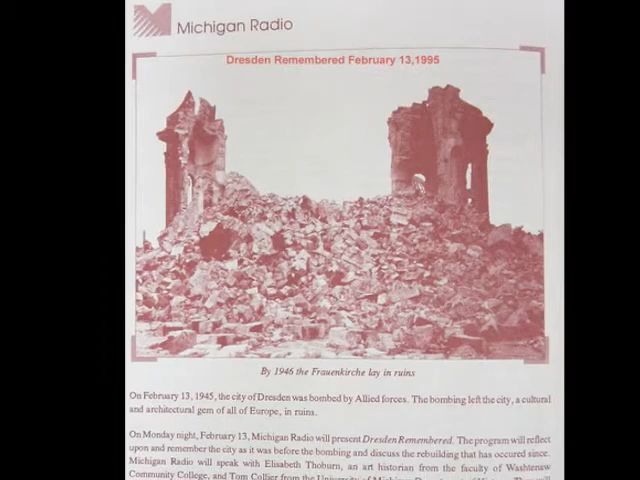 Michigan Radio
Dresden Remembered February 13,1995
By 1946 the Frauenkirche lay in ruins
On February 13, 1945, the city of Dresden was bombed by Allied forces. The bombing left the city, a cultural
and architectural gem of all of Europe, in ruins.
On Monday night, February 13, Michigan Radio will present Dresden Remembered. The program will reflect
upon and remember the city as it was before the bombing and discuss the destruction that has occured since.
Michigan Radio will speak with Elisabeth Thoburn, an art historian from the faculty of Washtenaw
Community College, and Tom Collier from the University of Michigan